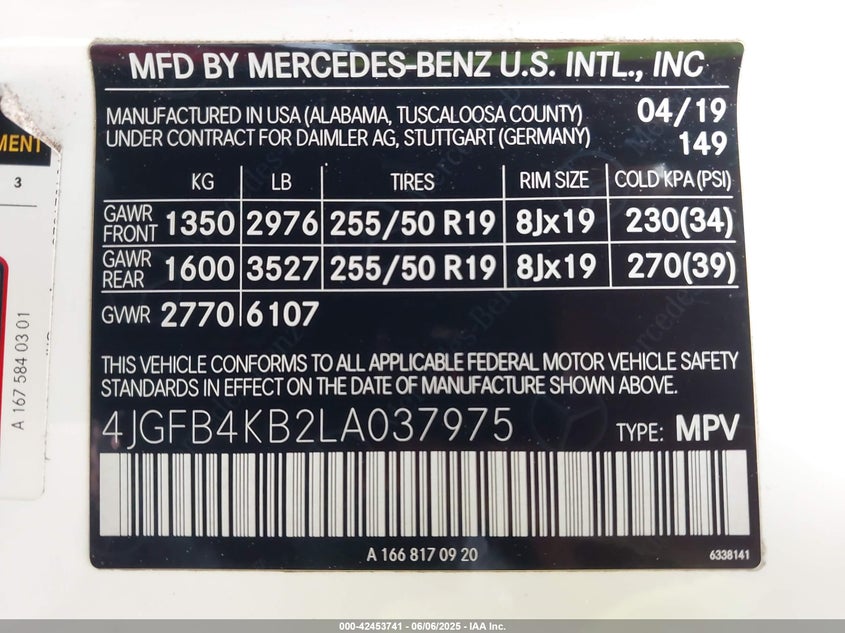 MFD BY MERCEDES-BENZ U.S. INTL., INC
MANUFACTURED IN USA (ALABAMA, TUSCALOOSA COUNTY) 04/19
UNDER CONTRACT FOR DAIMLER AG, STUTTGART (GERMANY) 149
KG LB TIRES RIM SIZE COLD KPA (PSI)
GAWR FRONT 1350 2976 255/50 R19 8Jx19 230(34)
GAWR REAR 1600 3527 255/50 R19 8Jx19 270(39)
GVWR 2770 6107
THIS VEHICLE CONFORMS TO ALL APPLICABLE FEDERAL MOTOR VEHICLE SAFETY
STANDARDS IN EFFECT ON THE DATE OF MANUFACTURE SHOWN ABOVE.
4JGFB4KB2LA037975 TYPE: MPV
A 166 817 09 20 6338141
3
A 167 584 03 01
000-42453741 - 06/06/2025 - IAA Inc.